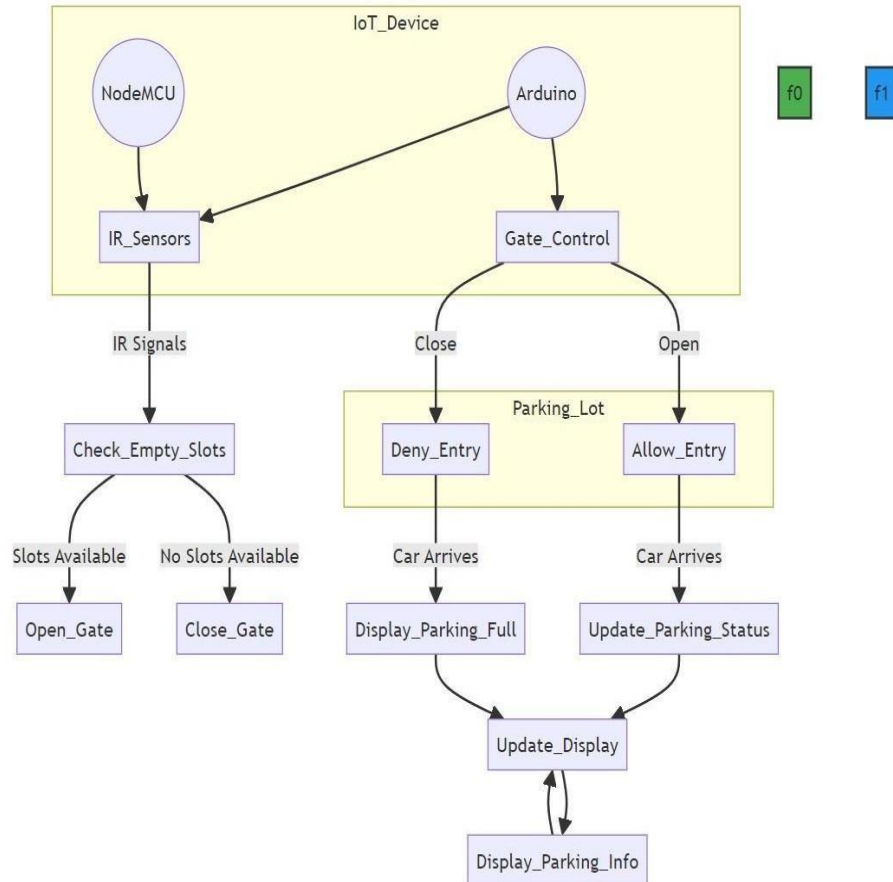 IoT_Device
NodeMCU
Arduino
f0
f1
IR_Sensors
Gate_Control
IR Signals
Close
Open
Parking_Lot
Check_Empty_Slots
Deny_Entry
Allow_Entry
Slots Available
No Slots Available
Car Arrives
Car Arrives
Open_Gate
Close_Gate
Display_Parking_Full
Update_Parking_Status
Update_Display
Display_Parking_Info